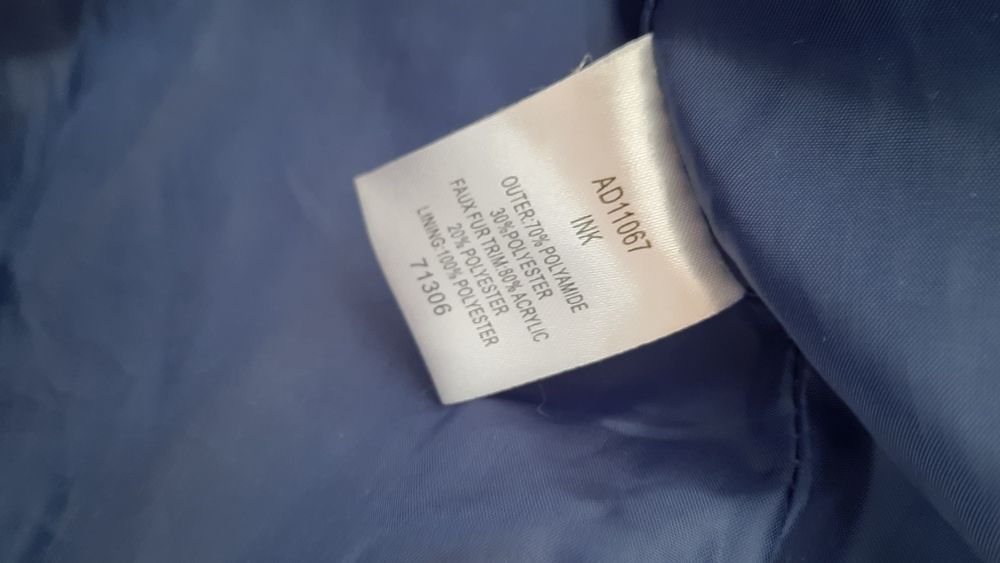 AD11067
INK
OUTER:70% POLYAMIDE
30%POLYESTER
FAUX FUR TRIM:80% ACRYLIC
20% POLYESTER
LINING:100% POLYESTER
71306